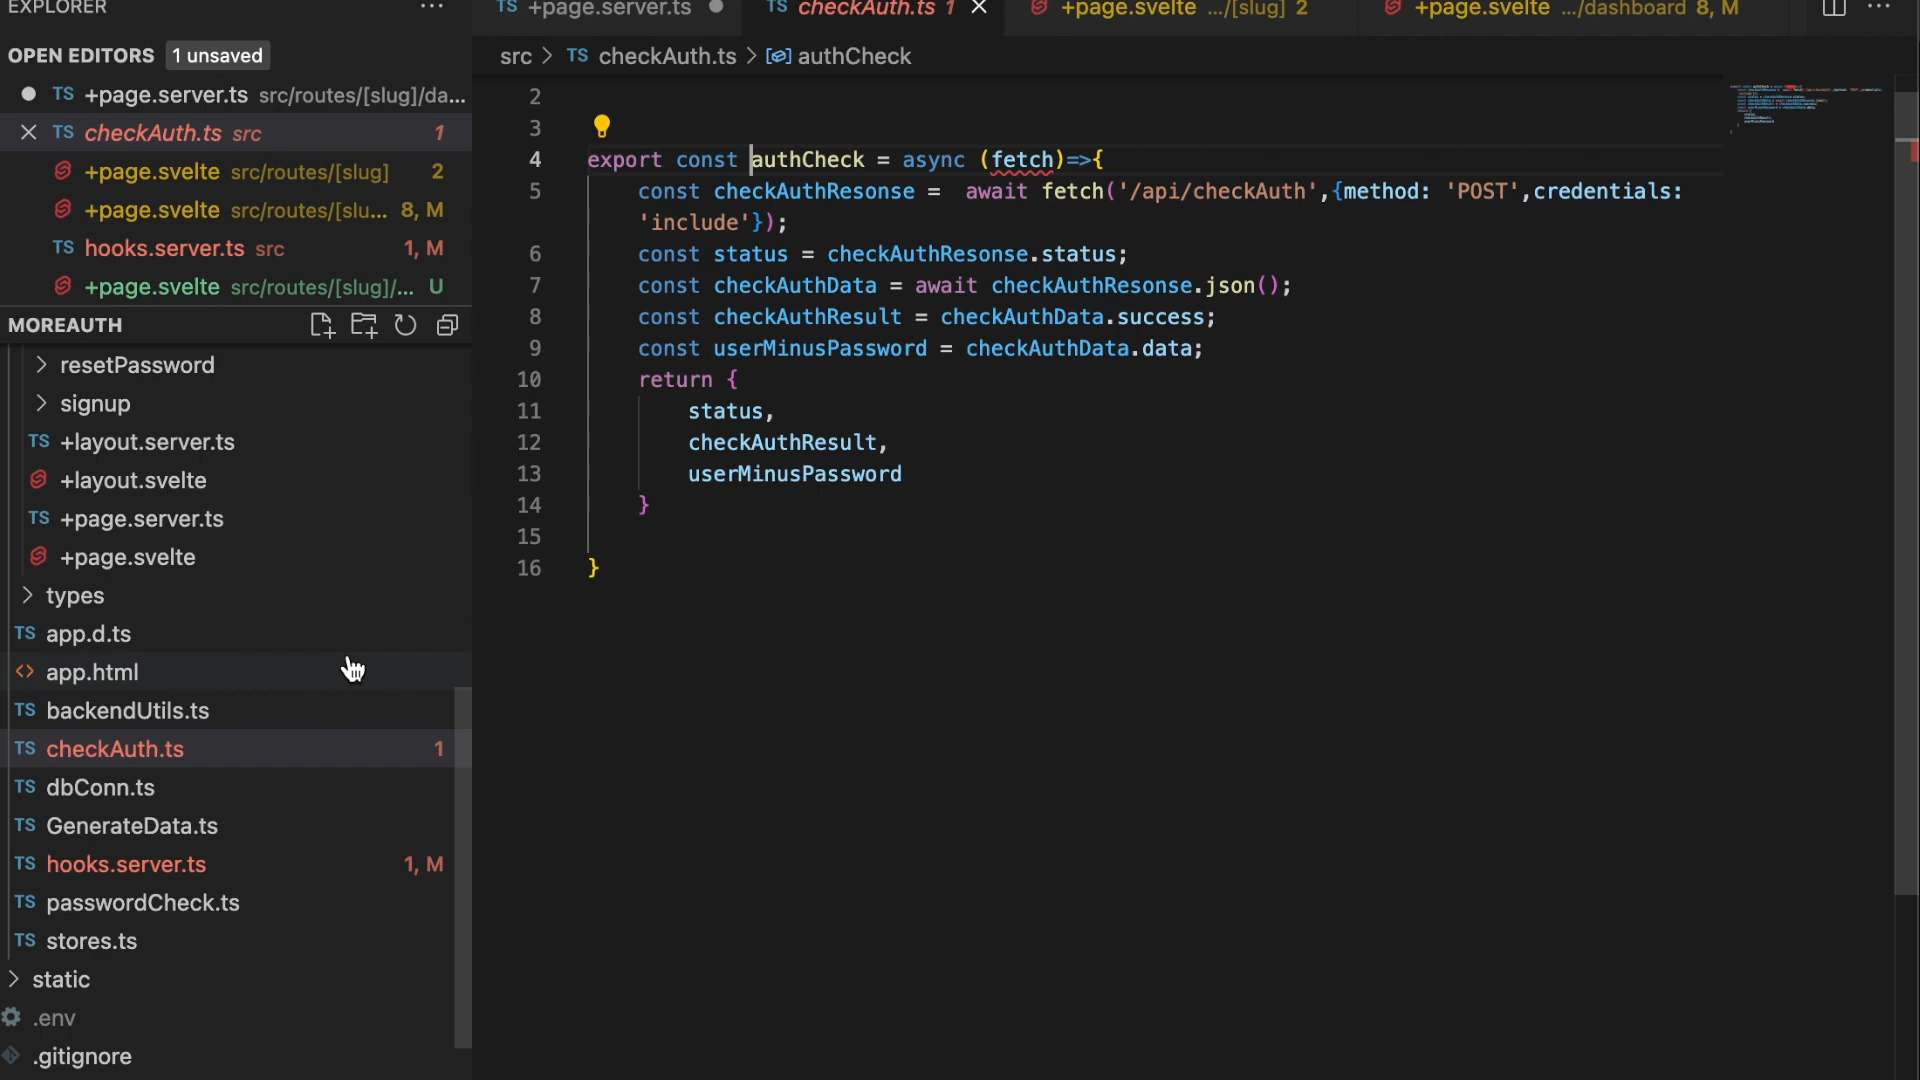 EXPLORER ...
OPEN EDITORS 1 unsaved
TS +page.server.ts src/routes/[slug]/da...
TS checkAuth.ts src 1
+page.svelte src/routes/[slug] 2
+page.svelte src/routes/[slu... 8, M
TS hooks.server.ts src 1, M
+page.svelte src/routes/[slug]/... U
MOREAUTH
resetPassword
signup
TS +layout.server.ts
+layout.svelte
TS +page.server.ts
+page.svelte
types
TS app.d.ts
<> app.html
TS backendUtils.ts
TS checkAuth.ts 1
TS dbConn.ts
TS GenerateData.ts
TS hooks.server.ts 1, M
TS passwordCheck.ts
TS stores.ts
static
.env
.gitignore
TS +page.server.ts TS checkAuth.ts 1 +page.svelte .../[slug] 2 +page.svelte .../dashboard 8, M ...
src > TS checkAuth.ts > authCheck
2
3
4 export const authCheck = async (fetch)=>{
5 const checkAuthResonse =  await fetch('/api/checkAuth',{method: 'POST',credentials:
'include'});
6 const status = checkAuthResonse.status;
7 const checkAuthData = await checkAuthResonse.json();
8 const checkAuthResult = checkAuthData.success;
9 const userMinusPassword = checkAuthData.data;
10 return {
11 status,
12 checkAuthResult,
13 userMinusPassword
14 }
15
16 }